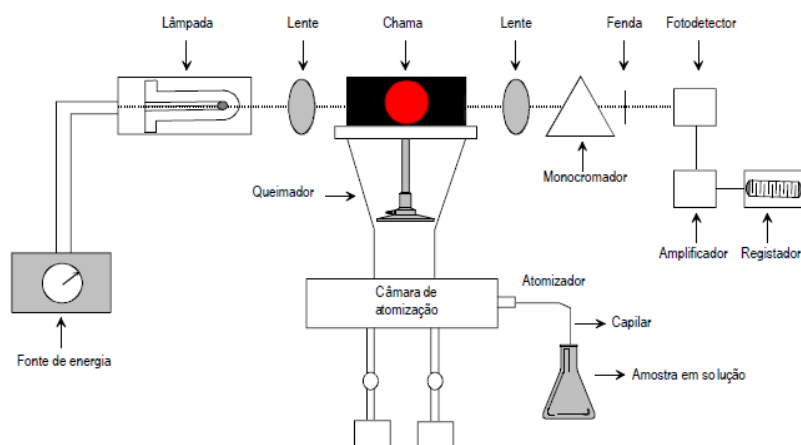 Lâmpada
Lente
Chama
Lente
Fenda
Fotodetector
Monocromador
Queimador
Amplificador
Registador
Atomizador
Câmara de
atomização
Capilar
Fonte de energia
Amostra em solução